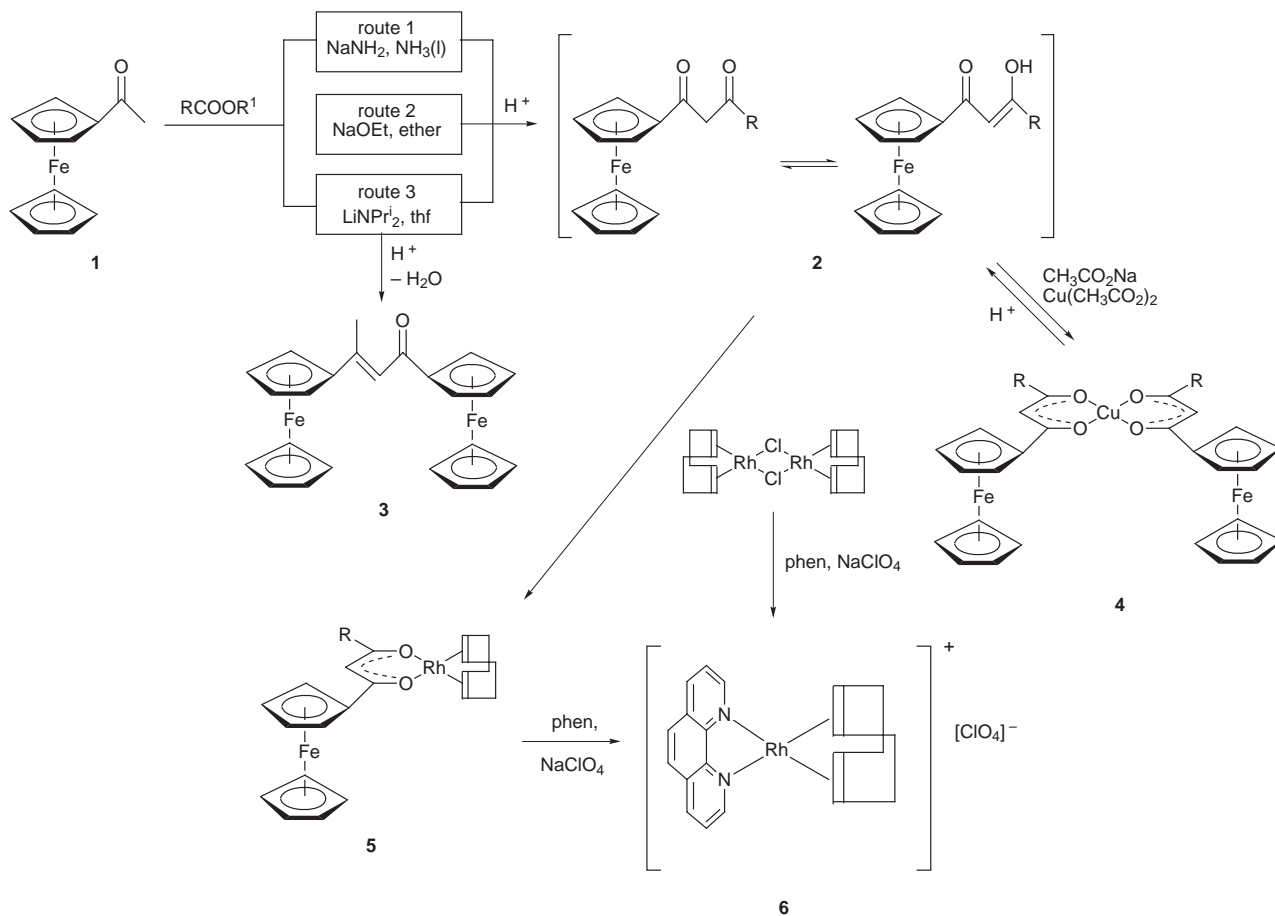 route 1
NaNH2, NH3(l)
O
RCOOR1
route 2
NaOEt, ether
H+
O
O
R
O
OH
R
Fe
Fe
Fe
route 3
LiNPri2, thf
1
H+
– H2O
2
CH3CO2Na
Cu(CH3CO2)2
H+
O
Fe
Fe
3
Cl
Rh
Rh
Cl
R
O
O
R
Cu
O
O
Fe
Fe
phen, NaClO4
4
R
O
Rh
O
Fe
phen,
NaClO4
5
N
Rh
N
+
[ClO4]–
6